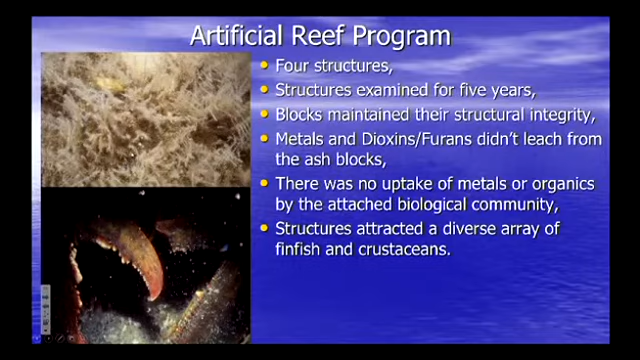 Artificial Reef Program
Four structures,
Structures examined for five years,
Blocks maintained their structural integrity,
Metals and Dioxins/Furans didn't leach from
the ash blocks,
There was no uptake of metals or organics
by the attached biological community,
Structures attracted a diverse array of
finfish and crustaceans.